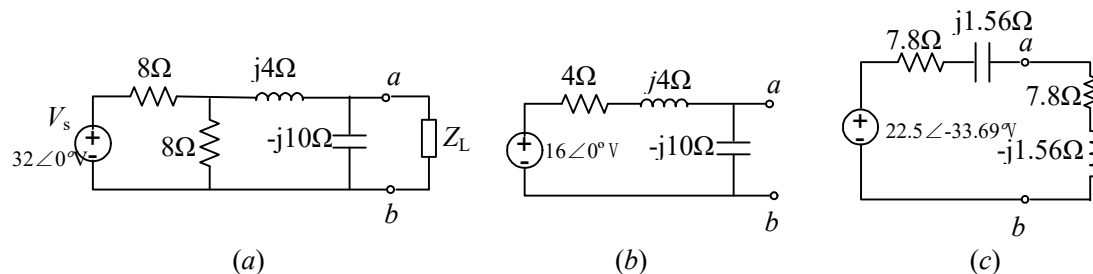 8Ω
j4Ω
a
V_s
+
-
32∠0°V
8Ω
-j10Ω
Z_L
b
(a)
4Ω
j4Ω
a
+
-
16∠0° V
-j10Ω
b
(b)
j1.56Ω
7.8Ω
a
7.8Ω
+
-
22.5∠-33.69°V
-j1.56Ω
b
(c)